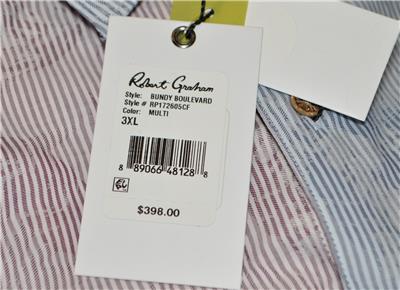 Robert Graham
Style: BUNDY BOULEVARD
Style # RP172605CF
Color: MULTI
3XL
8 89066 48128 8
$398.00